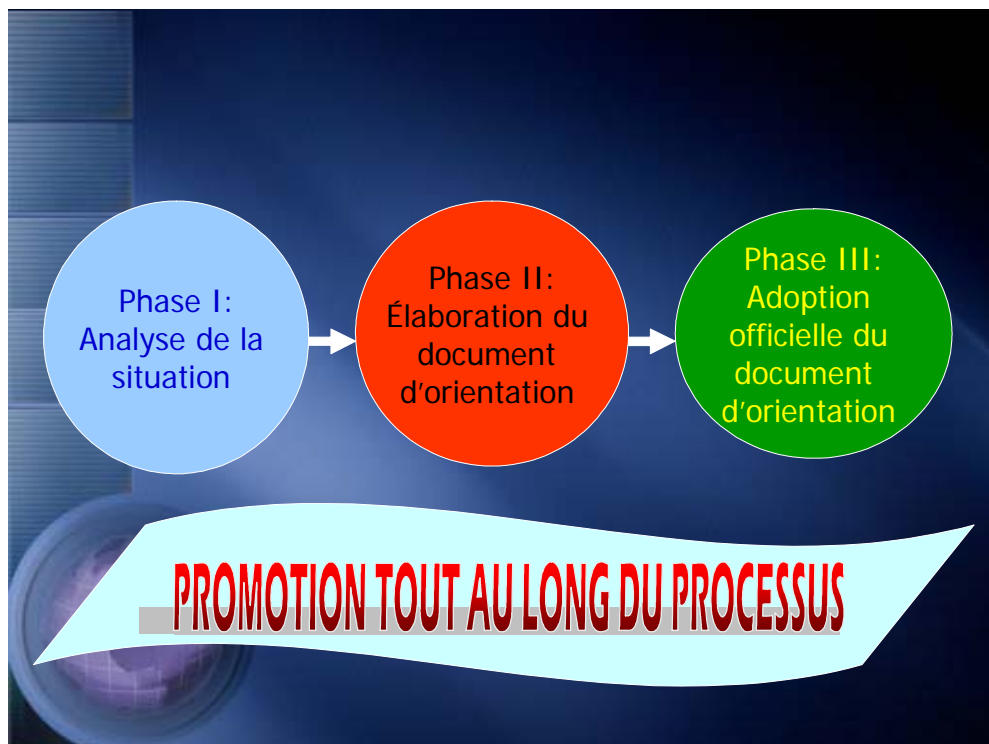 Phase I:
Analyse de la
situation
Phase II:
Élaboration du
document
d'orientation
Phase III:
Adoption
officielle du
document
d'orientation
PROMOTION TOUT AU LONG DU PROCESSUS